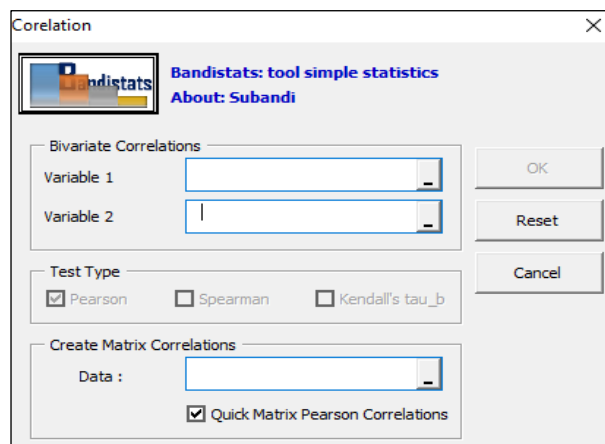 Corelation
Bandistats
Bandistats: tool simple statistics
About: Subandi
Bivariate Correlations
Variable 1
Variable 2
OK
Reset
Cancel
Test Type
Pearson
Spearman
Kendall's tau_b
Create Matrix Correlations
Data :
Quick Matrix Pearson Correlations